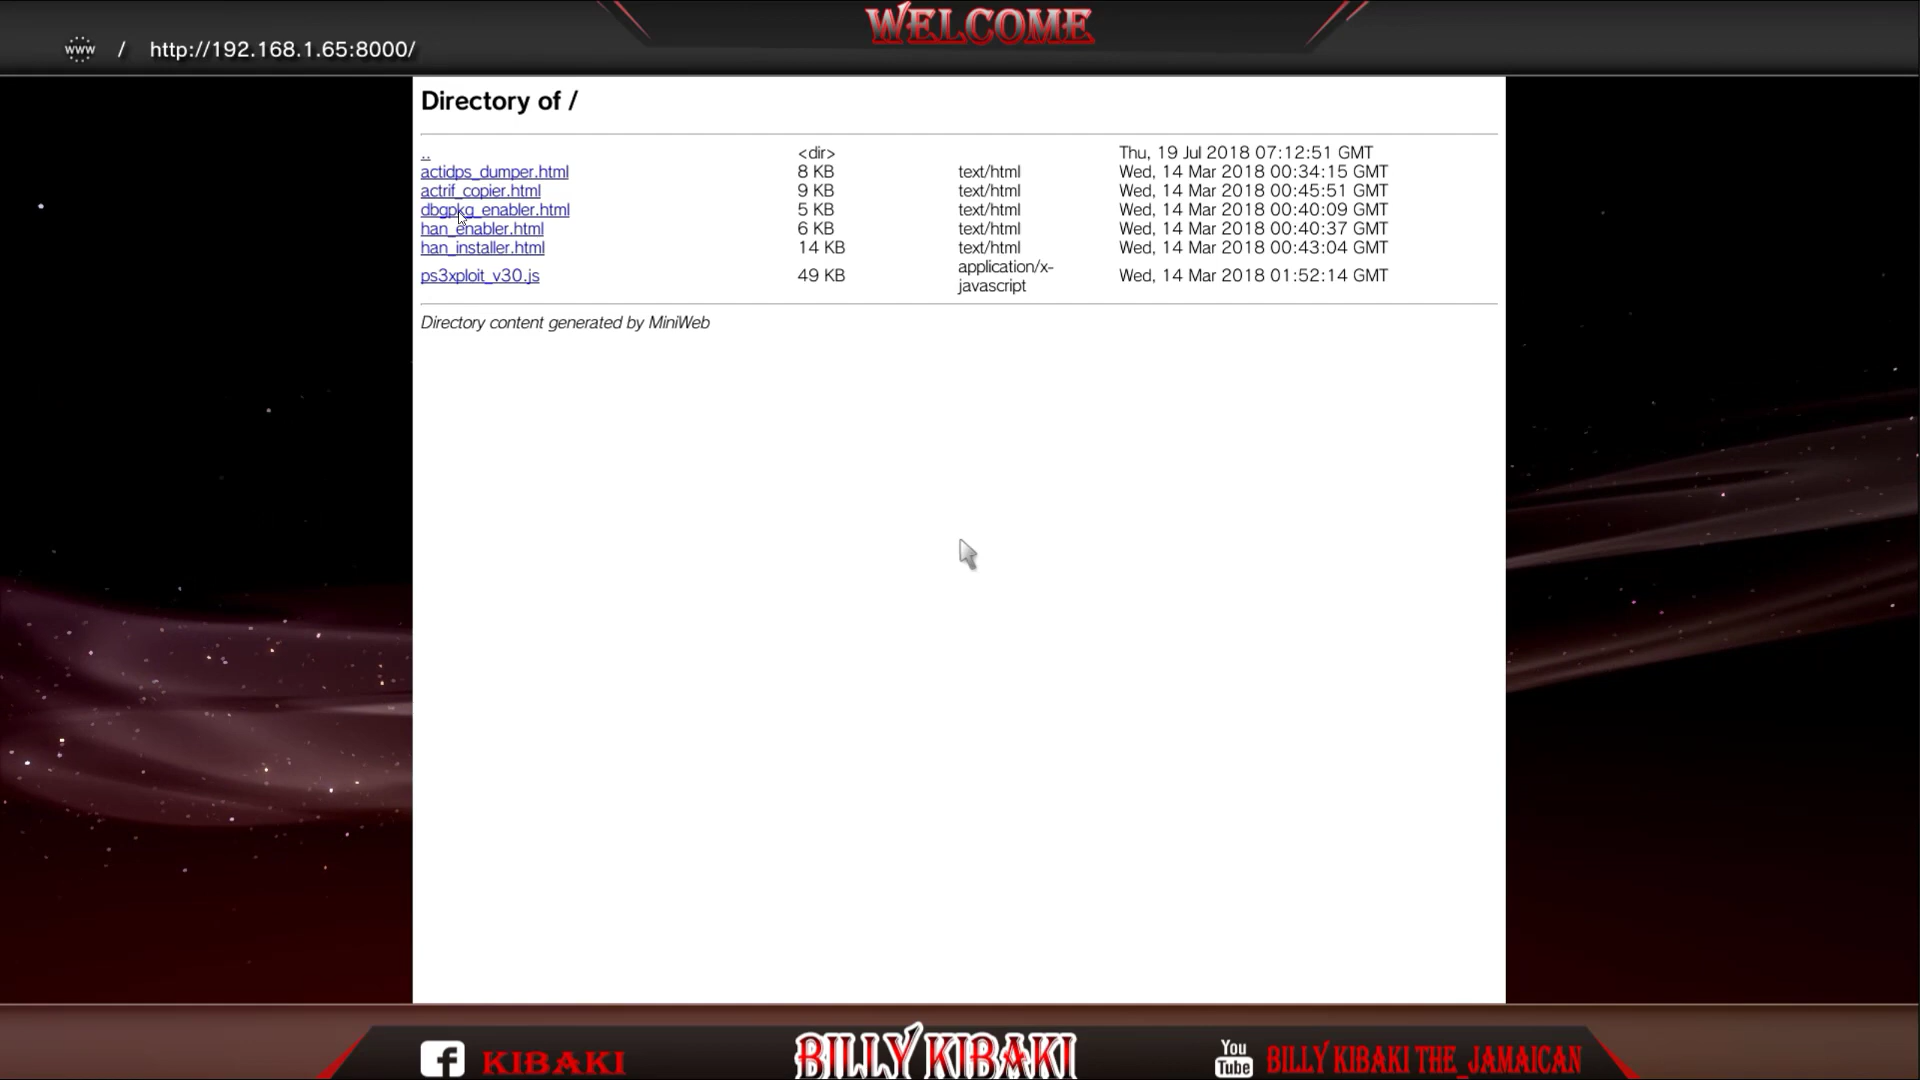 WELCOME
www / http://192.168.1.65:8000/
Directory of /
.. <dir> Thu, 19 Jul 2018 07:12:51 GMT
actidps_dumper.html 8 KB text/html Wed, 14 Mar 2018 00:34:15 GMT
actrif_copier.html 9 KB text/html Wed, 14 Mar 2018 00:45:51 GMT
dbgpkg_enabler.html 5 KB text/html Wed, 14 Mar 2018 00:40:09 GMT
han_enabler.html 6 KB text/html Wed, 14 Mar 2018 00:40:37 GMT
han_installer.html 14 KB text/html Wed, 14 Mar 2018 00:43:04 GMT
ps3xploit_v30.js 49 KB application/x-javascript Wed, 14 Mar 2018 01:52:14 GMT
Directory content generated by MiniWeb
f KIBAKI BILLY KIBAKI You Tube BILLY KIBAKI THE_JAMAICAN